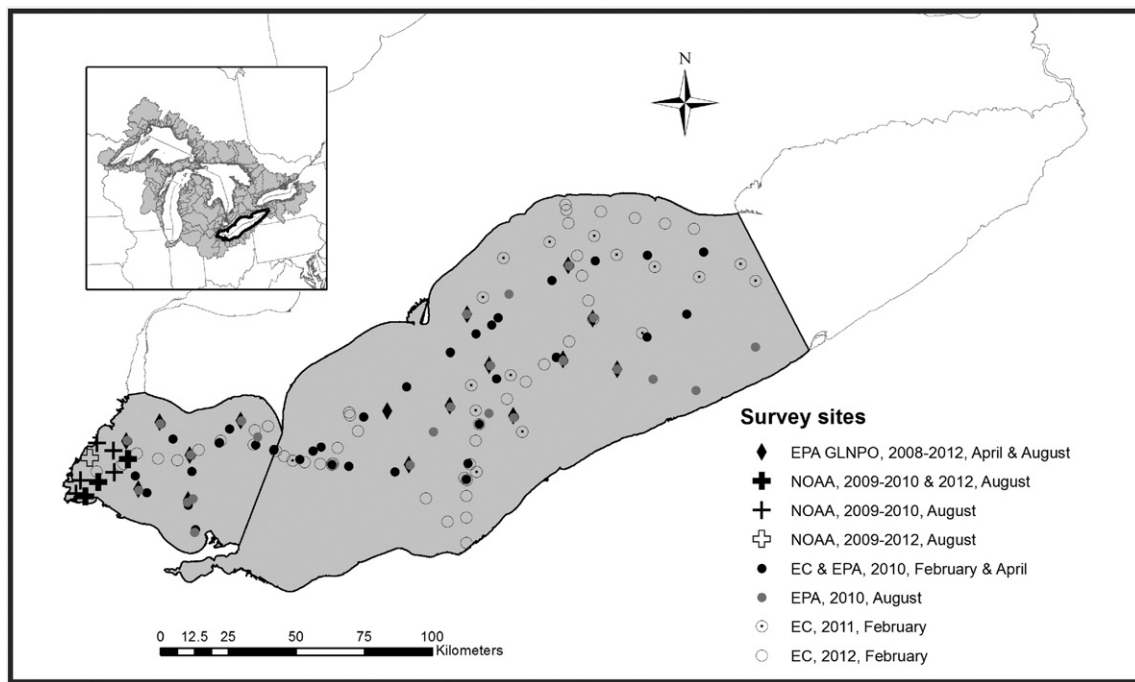 N
Survey sites
EPA GLNPO, 2008-2012, April & August
NOAA, 2009-2010 & 2012, August
NOAA, 2009-2010, August
NOAA, 2009-2012, August
EC & EPA, 2010, February & April
EPA, 2010, August
EC, 2011, February
EC, 2012, February
0 12.5 25 50 75 100
Kilometers